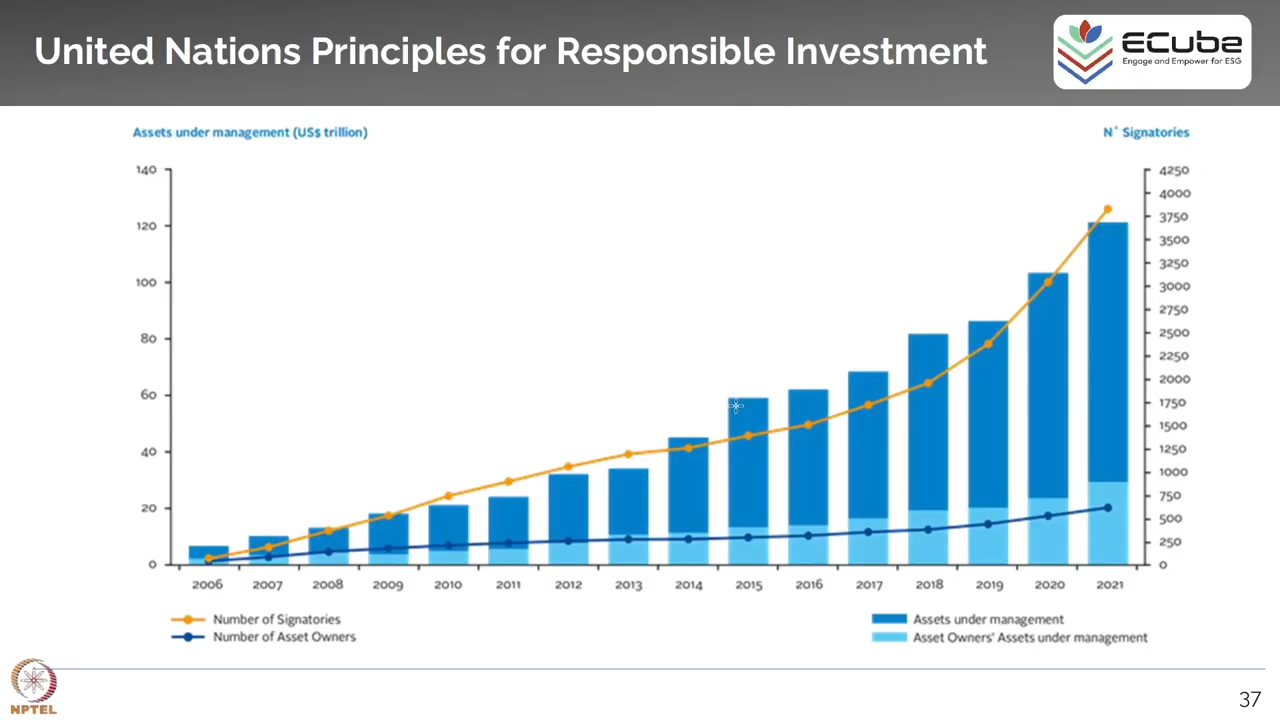 United Nations Principles for Responsible Investment
ECube
Engage and Empower for ESG
Assets under management (US$ trillion)
N° Signatories
140
120
100
80
60
40
20
0
4250
4000
3750
3500
3250
3000
2750
2500
2250
2000
1750
1500
1250
1000
750
500
250
0
2006 2007 2008 2009 2010 2011 2012 2013 2014 2015 2016 2017 2018 2019 2020 2021
Number of Signatories
Number of Asset Owners
Assets under management
Asset Owners' Assets under management
NPTEL
37